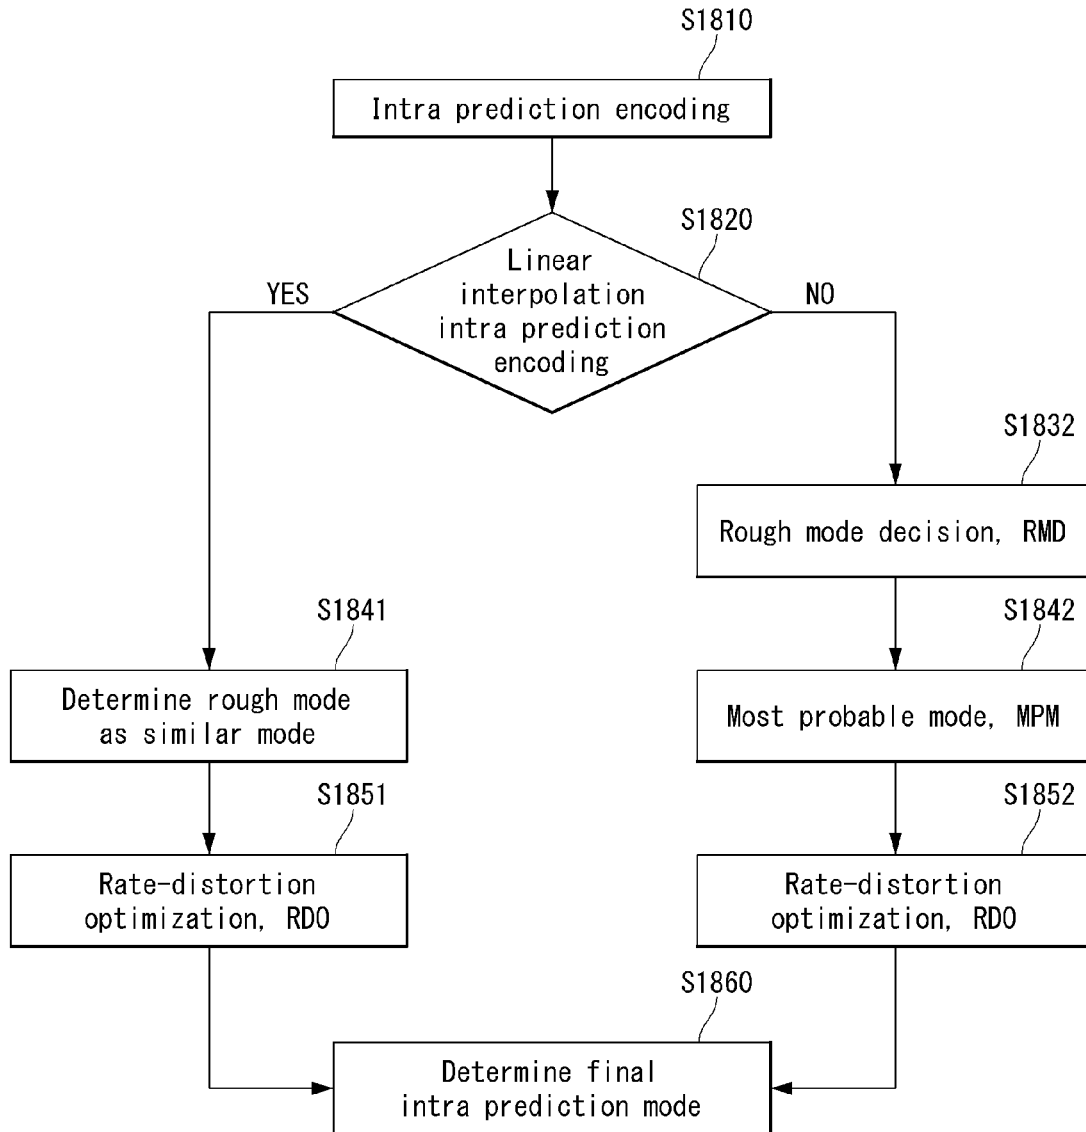 S1810
Intra prediction encoding
S1820
Linear
interpolation
intra prediction
encoding
YES
NO
S1832
Rough mode decision, RMD
S1841
Determine rough mode
as similar mode
S1842
Most probable mode, MPM
S1851
Rate-distortion
optimization, RDO
S1852
Rate-distortion
optimization, RDO
S1860
Determine final
intra prediction mode